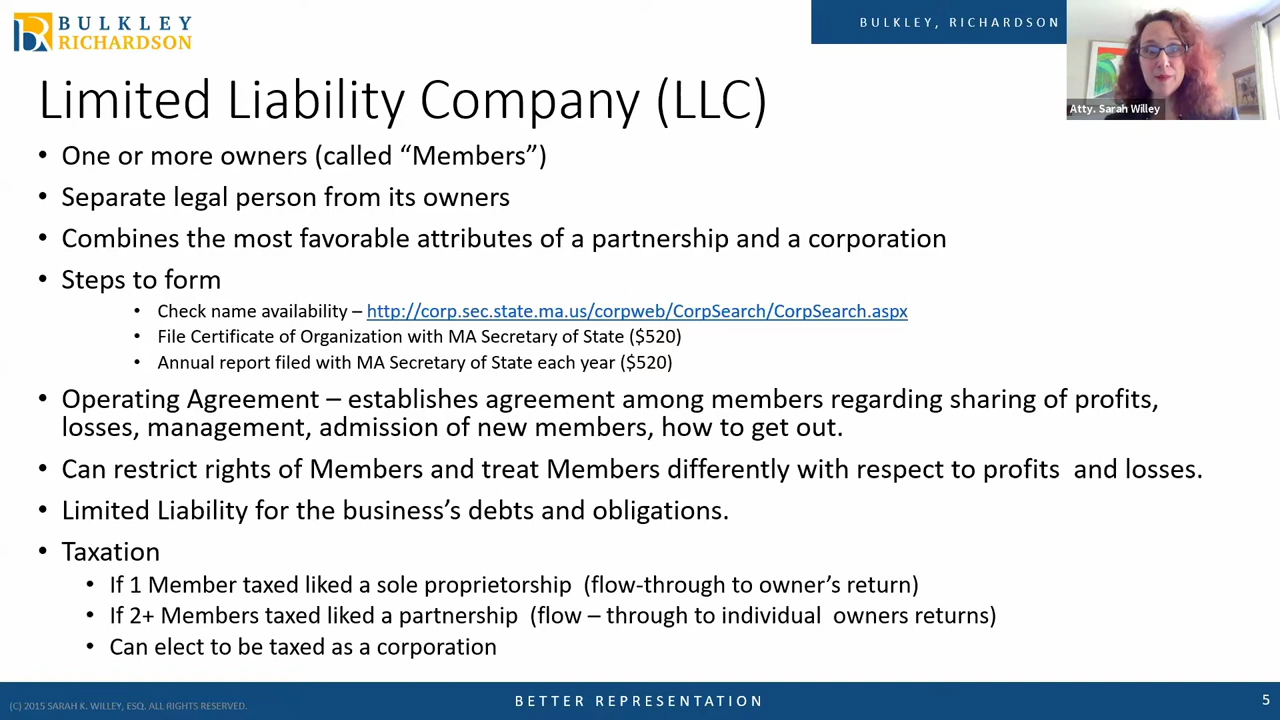 BULKLEY
RICHARDSON
BULKLEY, RICHARDSON
Atty. Sarah Willey
Limited Liability Company (LLC)
• One or more owners (called “Members”)
• Separate legal person from its owners
• Combines the most favorable attributes of a partnership and a corporation
• Steps to form
• Check name availability – http://corp.sec.state.ma.us/corpweb/CorpSearch/CorpSearch.aspx
• File Certificate of Organization with MA Secretary of State ($520)
• Annual report filed with MA Secretary of State each year ($520)
• Operating Agreement – establishes agreement among members regarding sharing of profits,
losses, management, admission of new members, how to get out.
• Can restrict rights of Members and treat Members differently with respect to profits  and losses.
• Limited Liability for the business’s debts and obligations.
• Taxation
• If 1 Member taxed liked a sole proprietorship  (flow-through to owner’s return)
• If 2+ Members taxed liked a partnership  (flow – through to individual  owners returns)
• Can elect to be taxed as a corporation
(C) 2015 SARAH K. WILLEY, ESQ. ALL RIGHTS RESERVED.
BETTER REPRESENTATION
5